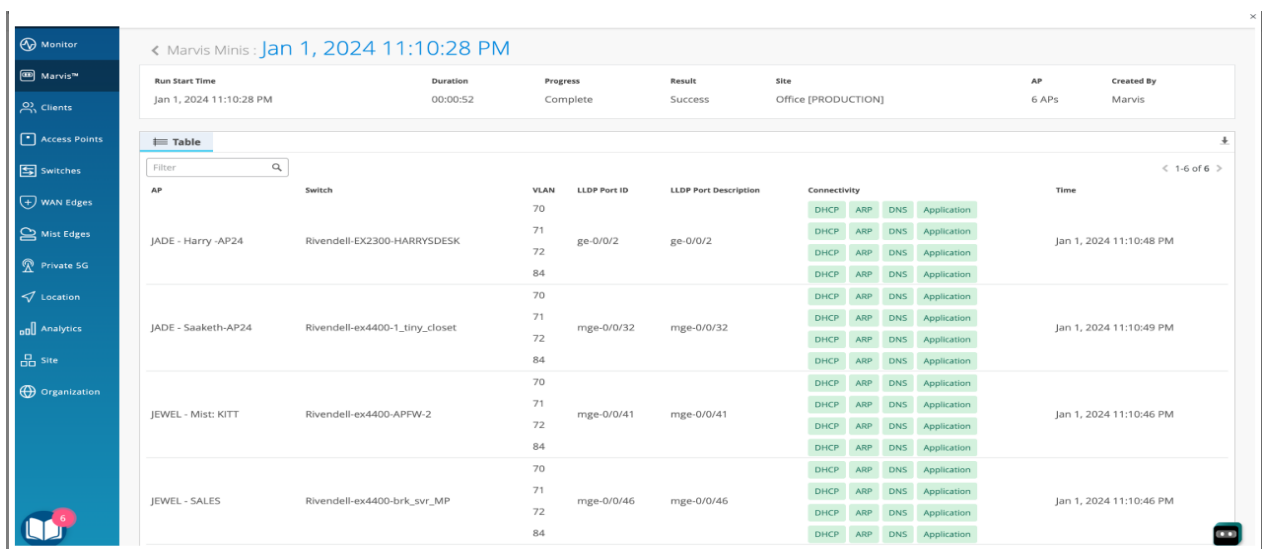 ×
Monitor
Marvis™
Clients
Access Points
Switches
WAN Edges
Mist Edges
Private 5G
Location
Analytics
Site
Organization
6
< Marvis Minis : Jan 1, 2024 11:10:28 PM
Run Start Time Duration Progress Result Site AP Created By
Jan 1, 2024 11:10:28 PM 00:00:52 Complete Success Office [PRODUCTION] 6 APs Marvis
Table
Filter < 1-6 of 6 >
AP Switch VLAN LLDP Port ID LLDP Port Description Connectivity Time
70 DHCP ARP DNS Application
71 DHCP ARP DNS Application
JADE - Harry -AP24 Rivendell-EX2300-HARRYSDESK ge-0/0/2 ge-0/0/2 Jan 1, 2024 11:10:48 PM
72 DHCP ARP DNS Application
84 DHCP ARP DNS Application
70 DHCP ARP DNS Application
71 DHCP ARP DNS Application
JADE - Saaketh-AP24 Rivendell-ex4400-1_tiny_closet mge-0/0/32 mge-0/0/32 Jan 1, 2024 11:10:49 PM
72 DHCP ARP DNS Application
84 DHCP ARP DNS Application
70 DHCP ARP DNS Application
71 DHCP ARP DNS Application
JEWEL - Mist: KITT Rivendell-ex4400-APFW-2 mge-0/0/41 mge-0/0/41 Jan 1, 2024 11:10:46 PM
72 DHCP ARP DNS Application
84 DHCP ARP DNS Application
70 DHCP ARP DNS Application
71 DHCP ARP DNS Application
JEWEL - SALES Rivendell-ex4400-brk_svr_MP mge-0/0/46 mge-0/0/46 Jan 1, 2024 11:10:46 PM
72 DHCP ARP DNS Application
84 DHCP ARP DNS Application